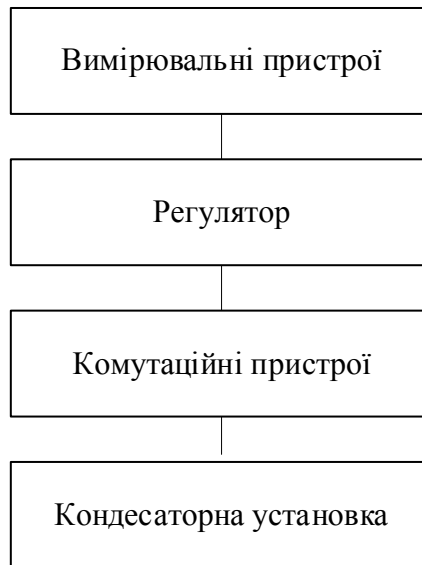 Вимірювальні пристрої
Регулятор
Комутаційні пристрої
Кондесаторна установка